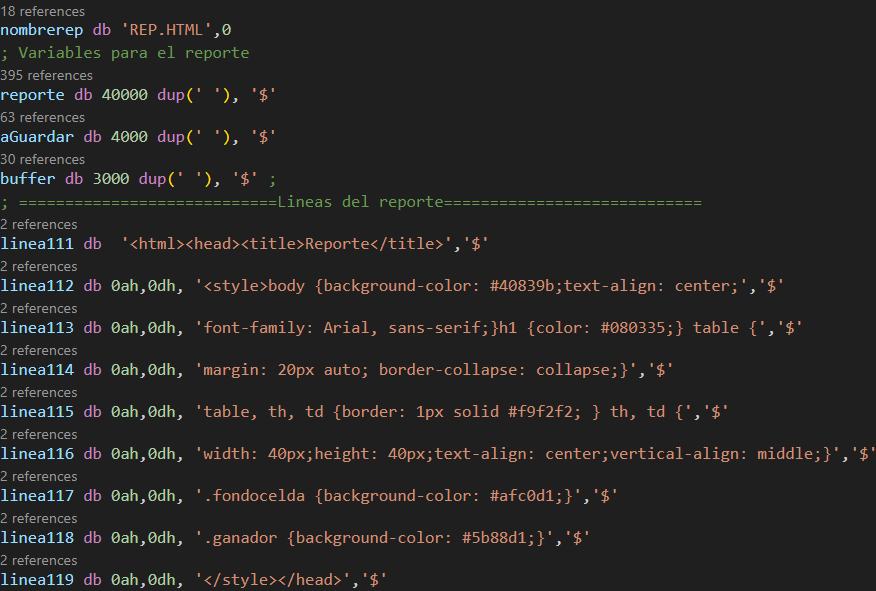 18 references
nombrerep db 'REP.HTML',0
; Variables para el reporte
395 references
reporte db 40000 dup(' '), '$'
63 references
aGuardar db 4000 dup(' '), '$'
30 references
buffer db 3000 dup(' '), '$' ;
; ============================Lineas del reporte============================
2 references
linea111 db  '<html><head><title>Reporte</title>','$'
2 references
linea112 db 0ah,0dh, '<style>body {background-color: #40839b;text-align: center;','$'
2 references
linea113 db 0ah,0dh, 'font-family: Arial, sans-serif;}h1 {color: #080335;} table {','$'
2 references
linea114 db 0ah,0dh, 'margin: 20px auto; border-collapse: collapse;}','$'
2 references
linea115 db 0ah,0dh, 'table, th, td {border: 1px solid #f9f2f2; } th, td {','$'
2 references
linea116 db 0ah,0dh, 'width: 40px;height: 40px;text-align: center;vertical-align: middle;}','$'
2 references
linea117 db 0ah,0dh, '.fondocelda {background-color: #afc0d1;}','$'
2 references
linea118 db 0ah,0dh, '.ganador {background-color: #5b88d1;}','$'
2 references
linea119 db 0ah,0dh, '</style></head>','$'